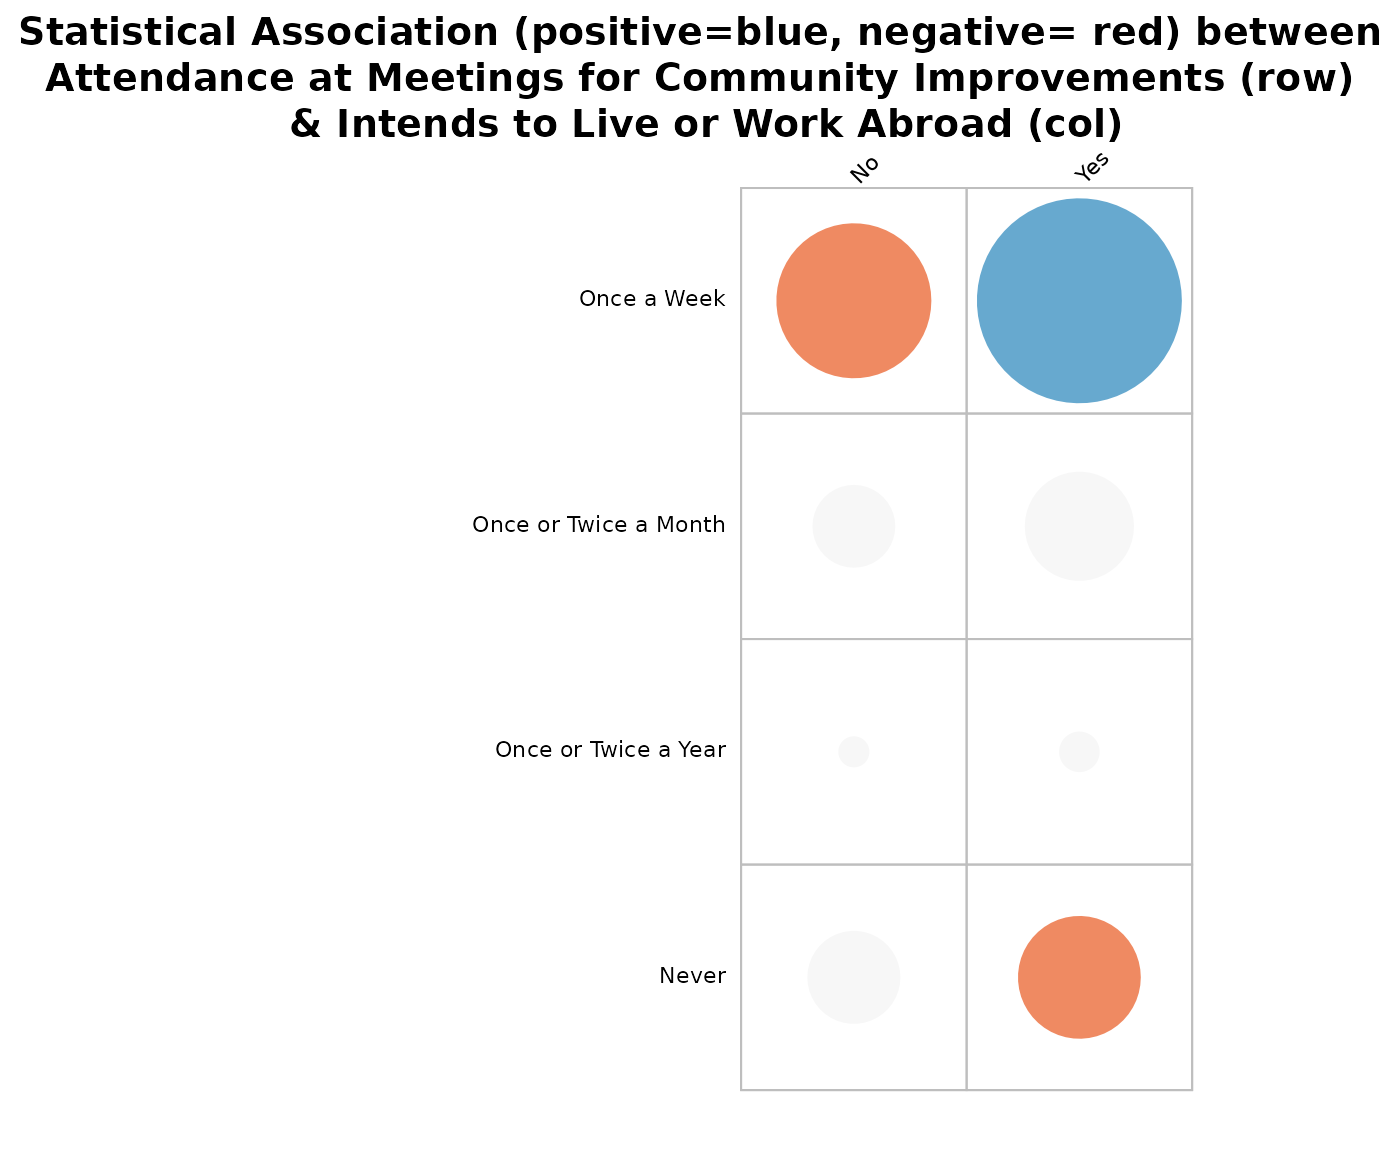 Statistical Association (positive=blue, negative= red) between
Attendance at Meetings for Community Improvements (row)
& Intends to Live or Work Abroad (col)
No
Yes
Once a Week
Once or Twice a Month
Once or Twice a Year
Never